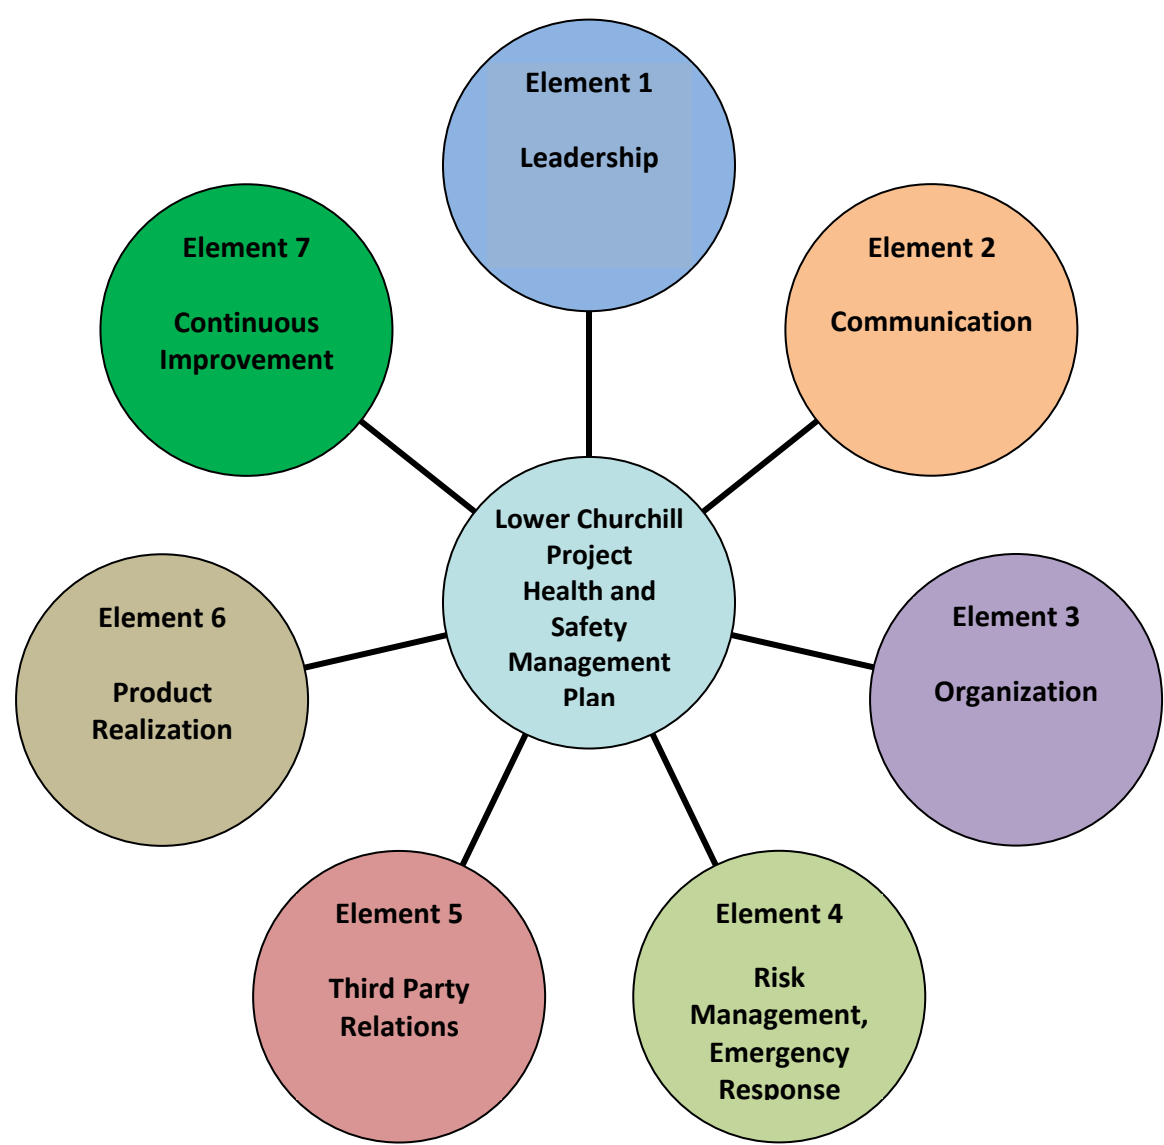 Element 1
Leadership
Element 2
Communication
Element 3
Organization
Element 4
Risk
Management,
Emergency
Response
Element 5
Third Party
Relations
Element 6
Product
Realization
Element 7
Continuous
Improvement
Lower Churchill
Project
Health and
Safety
Management
Plan